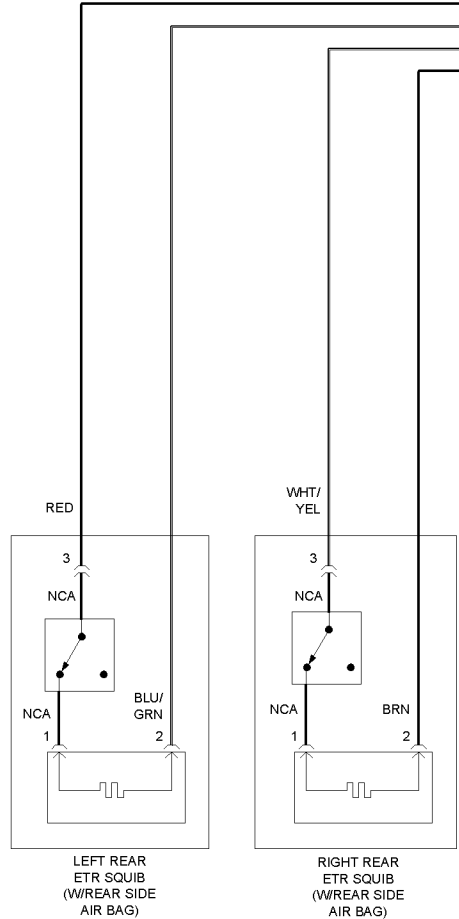 RED
WHT/
YEL
3
3
NCA
NCA
NCA
BLU/
GRN
NCA
BRN
1
2
1
2
LEFT REAR
ETR SQUIB
(W/REAR SIDE
AIR BAG)
RIGHT REAR
ETR SQUIB
(W/REAR SIDE
AIR BAG)